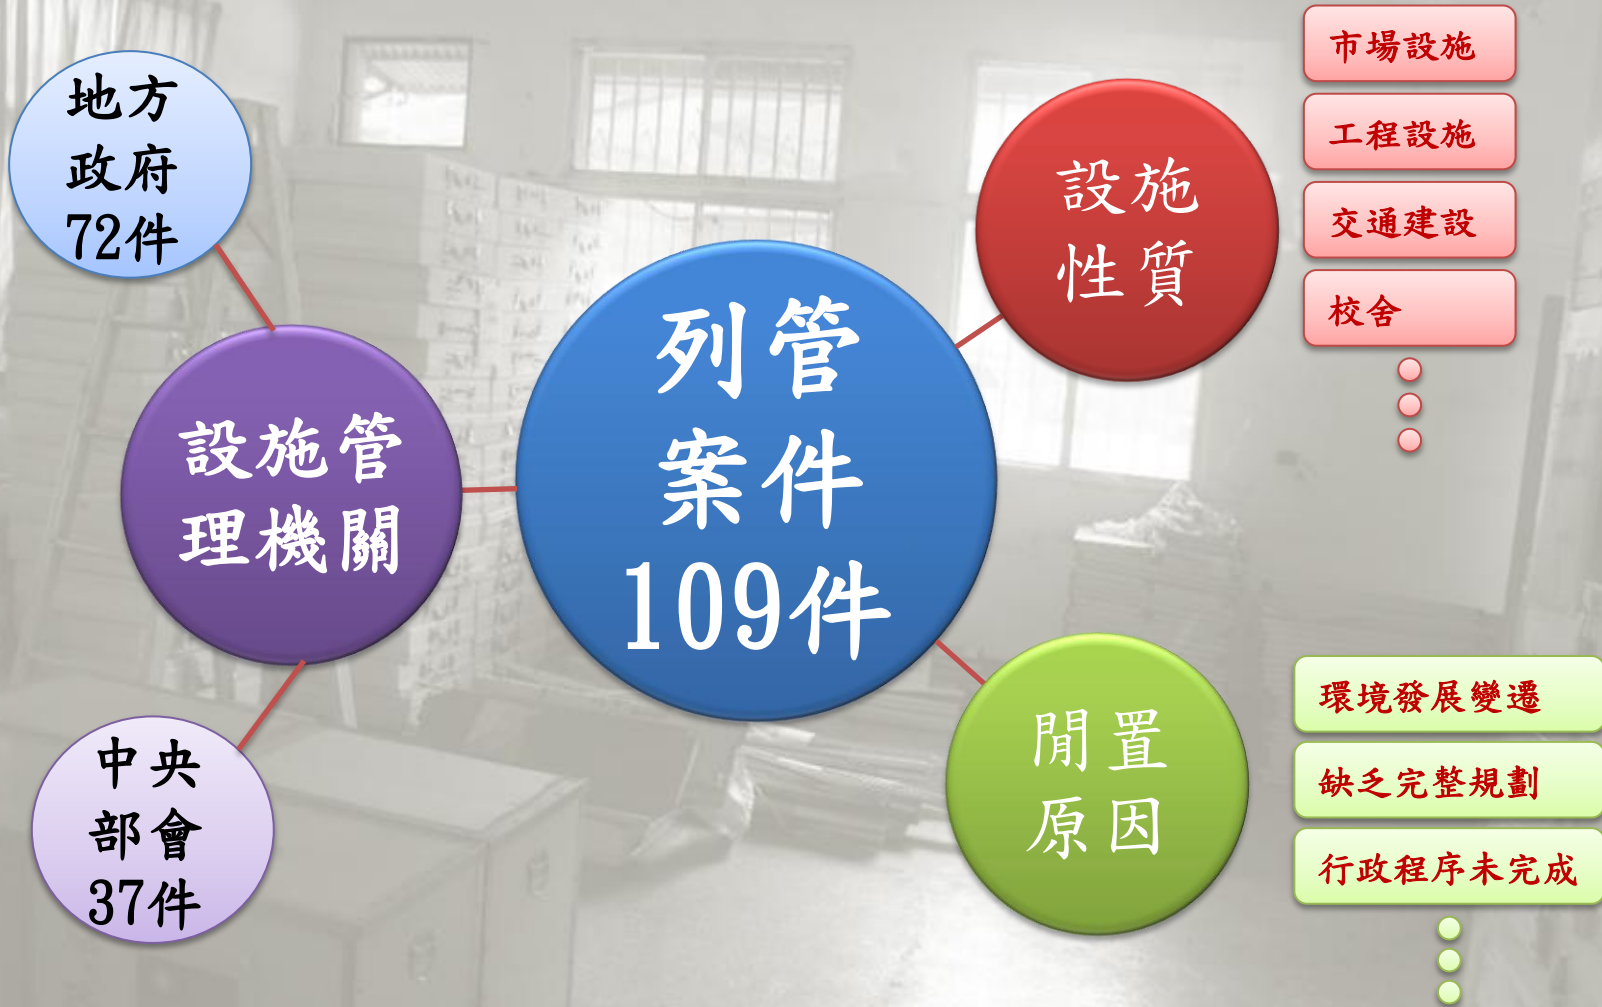 地方
政府
72件
設施管
理機關
中央
部會
37件
列管
案件
109件
設施
性質
市場設施
工程設施
交通建設
校舍
閒置
原因
環境發展變遷
缺乏完整規劃
行政程序未完成